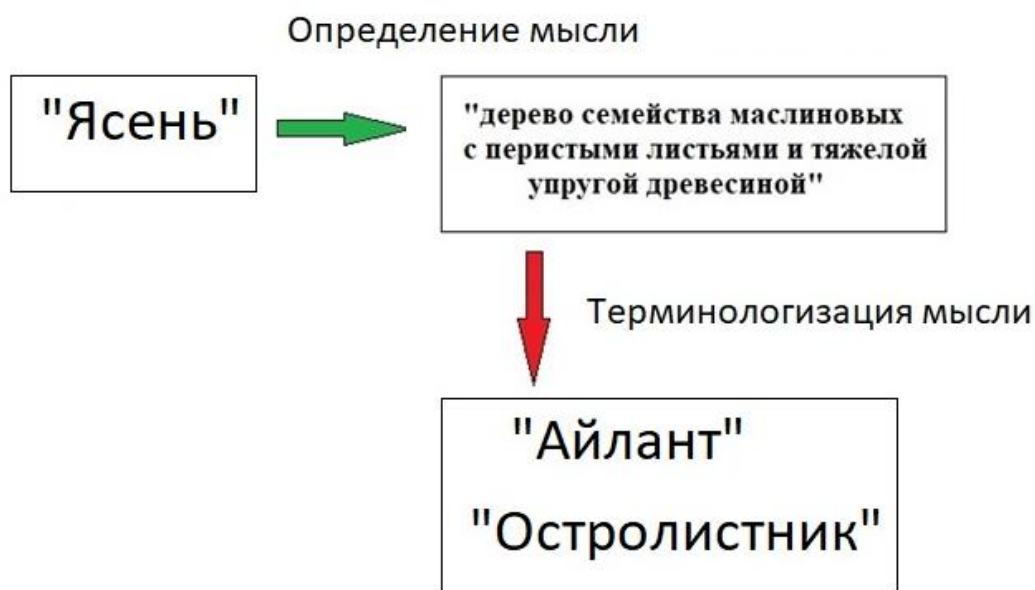 Определение мысли
"Ясень"
"дерево семейства маслиновых
с перистыми листьями и тяжелой
упругой древесиной"
Терминологизация мысли
"Айлант"
"Остролистник"